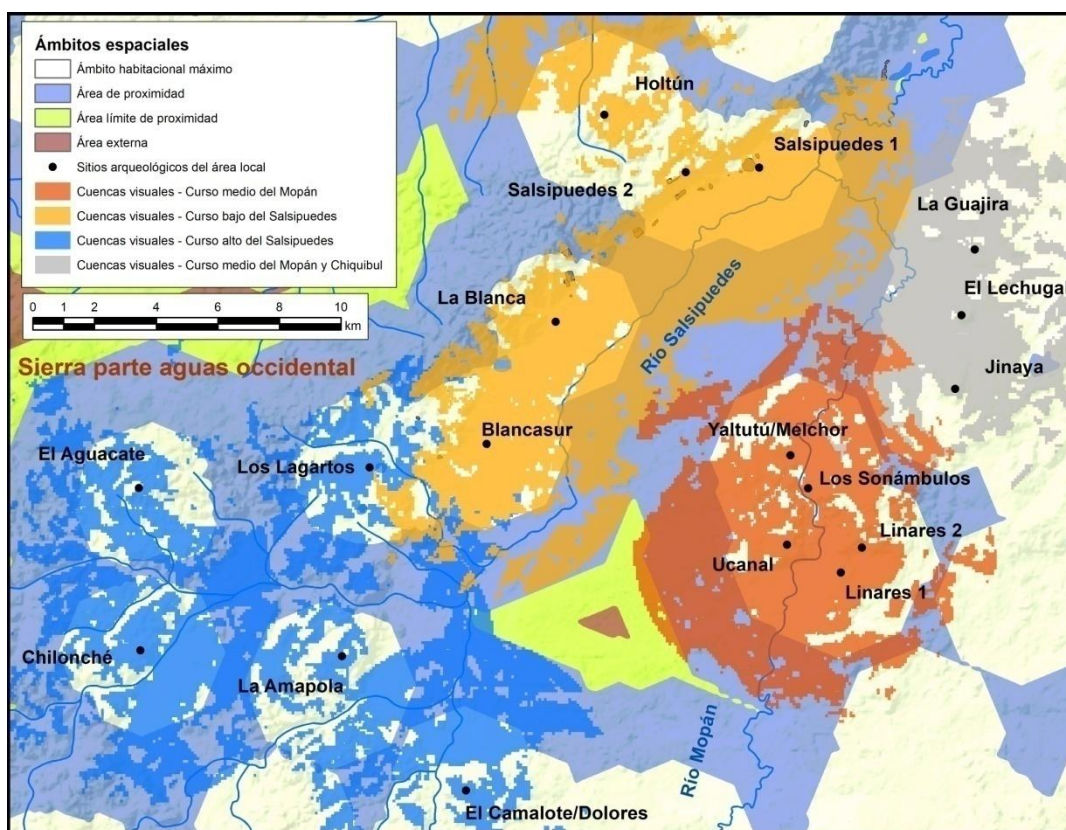 Ámbitos espaciales
Ámbito habitacional máximo
Área de proximidad
Área límite de proximidad
Área externa
Sitios arqueológicos del área local
Cuencas visuales - Curso medio del Mopán
Cuencas visuales - Curso bajo del Salsipuedes
Cuencas visuales - Curso alto del Salsipuedes
Cuencas visuales - Curso medio del Mopán y Chiquibul
0 2 4 6 8 10
km
Holtún
Salsipuedes 1
Salsipuedes 2
La Guajira
El Lechugal
La Blanca
Río Salsipuedes
Sierra parte aguas occidental
Jinaya
Blancasur
Yaltutú/Melchor
El Aguacate
Los Lagartos
Los Sonámbulos
Linares 2
Ucanal
Linares 1
Chilonché
La Amapola
Río Mopán
El Camalote/Dolores